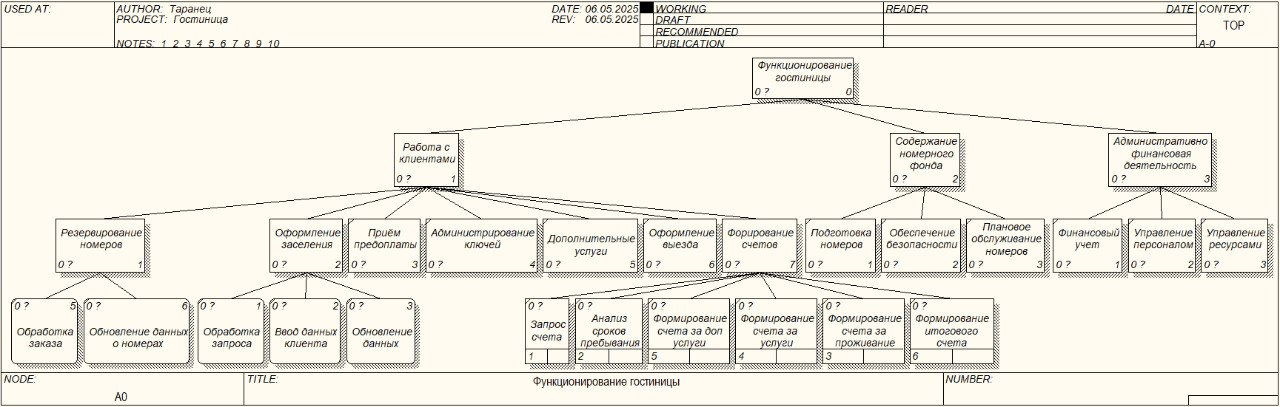 USED AT:
AUTHOR: Таранец
DATE: 06.05.2025
WORKING
READER
DATE
CONTEXT:
PROJECT: Гостиница
REV: 06.05.2025
DRAFT
TOP
RECOMMENDED
NOTES: 1 2 3 4 5 6 7 8 9 10
PUBLICATION
A-0
Функционирование
гостиницы
0 ? 0
Работа с
клиентами
0 ? 1
Содержание
номерного
фонда
0 ? 2
Административно
финансовая
деятельность
0 ? 3
Резервирование
номеров
0 ? 1
Оформление
заселения
0 ? 2
Приём
предоплаты
0 ? 3
Администрирование
ключей
0 ? 4
Дополнительные
услуги
0 ? 5
Оформление
выезда
0 ? 6
Форирование
счетов
0 ? 7
Подготовка
номеров
0 ? 1
Обеспечение
безопасности
0 ? 2
Плановое
обслуживание
номеров
0 ? 3
Финансовый
учет
0 ? 1
Управление
персоналом
0 ? 2
Управление
ресурсами
0 ? 3
0 ? 5
Обработка
заказа
0 ? 6
Обновление данных
о номерах
0 ? 1
Обработка
запроса
0 ? 2
Ввод данных
клиента
0 ? 3
Обновление
данных
0 ?
Запрос
счета
1
0 ?
Анализ
сроков
пребывания
2
0 ?
Формирование
счета за доп
услуги
5
0 ?
Формирование
счета за
услуги
4
0 ?
Формирование
счета за
проживание
3
0 ?
Формирование
итогового
счета
6
NODE:
TITLE:
Функционирование гостиницы
NUMBER:
A0